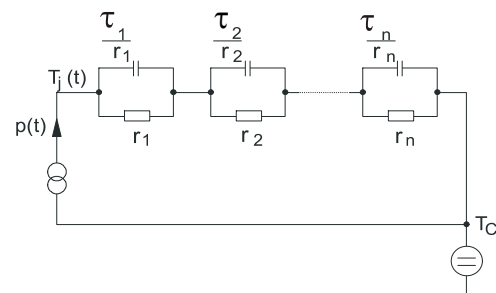 τ1/r1 τ2/r2 τn/rn
Tj(t)
p(t)
r1 r2 rn
TC